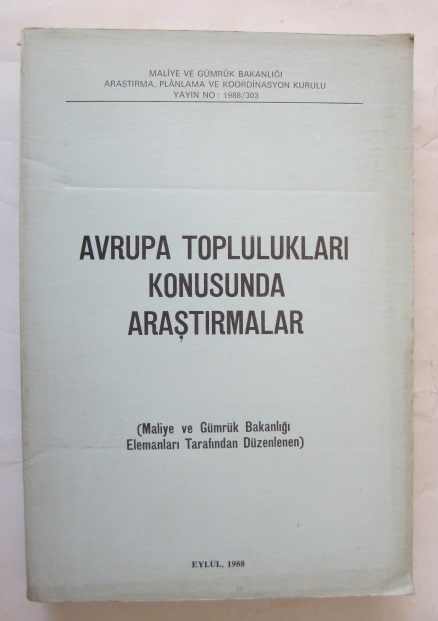 MALİYE VE GÜMRÜK BAKANLIĞI
ARAŞTIRMA, PLÂNLAMA VE KOORDİNASYON KURULU
YAYIN NO : 1988/303
AVRUPA TOPLULUKLARI
KONUSUNDA
ARAŞTIRMALAR
(Maliye ve Gümrük Bakanlığı
Elemanları Tarafından Düzenlenen)
EYLÜL, 1988